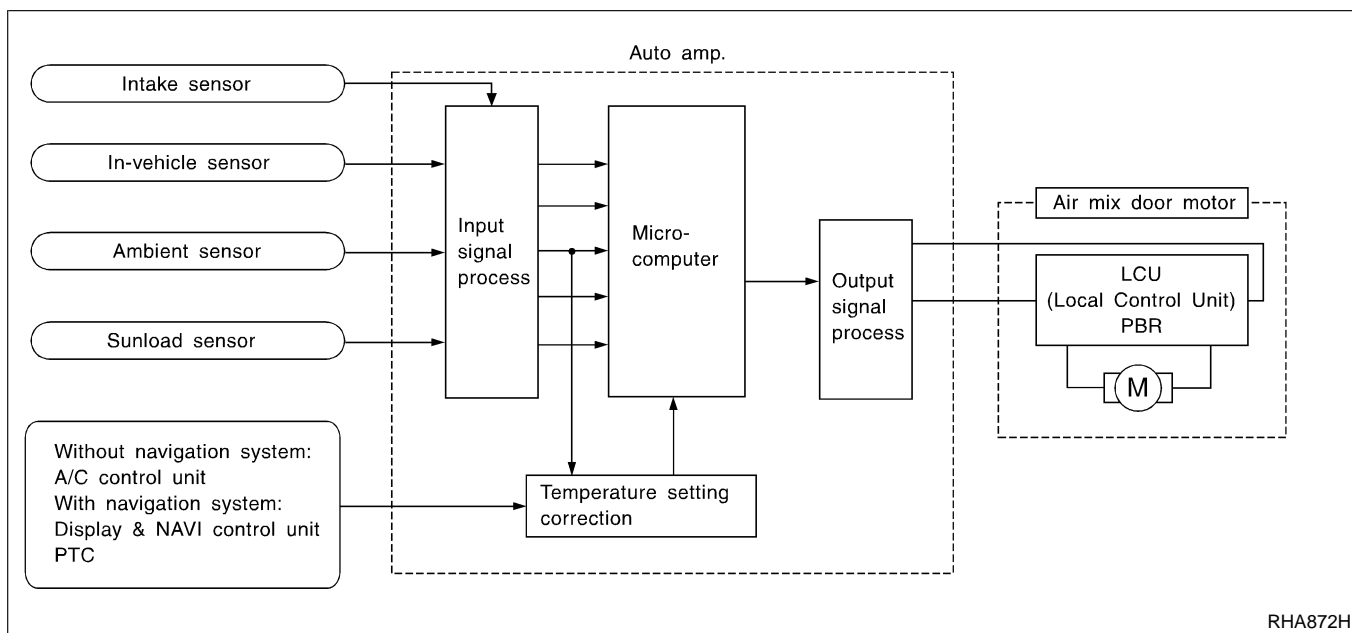 Auto amp.
Intake sensor
In-vehicle sensor
Ambient sensor
Sunload sensor
Without navigation system:
A/C control unit
With navigation system:
Display & NAVI control unit
PTC
Input
signal
process
Micro-
computer
Temperature setting
correction
Output
signal
process
Air mix door motor
LCU
(Local Control Unit)
PBR
M
RHA872H